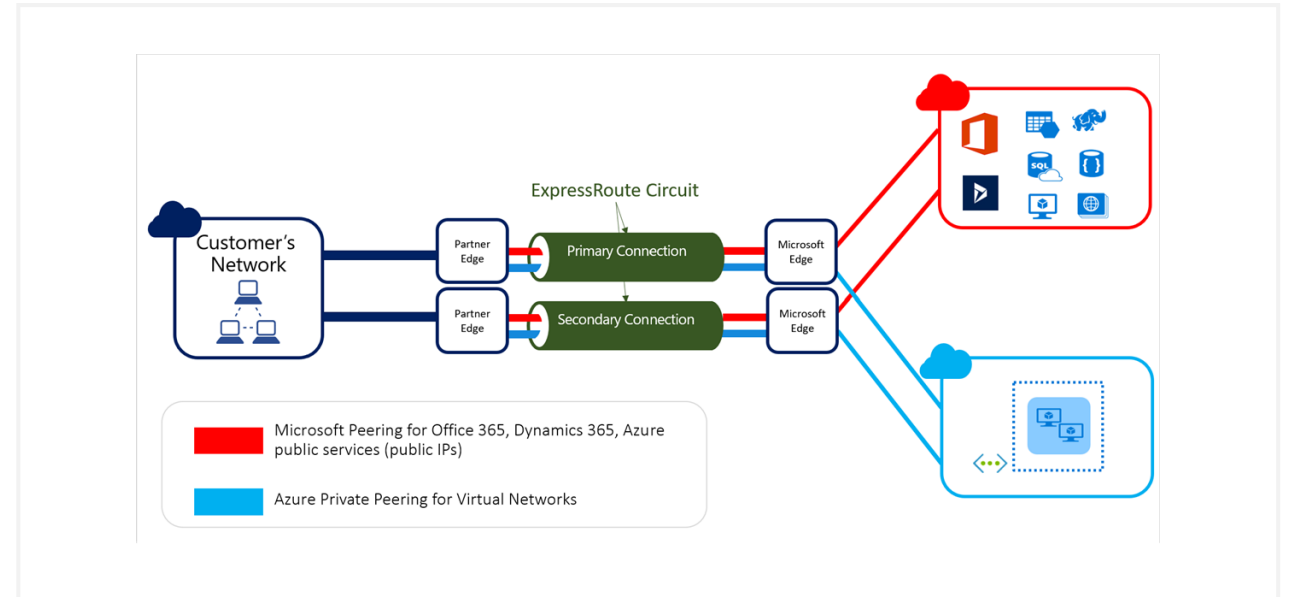 ExpressRoute Circuit
Customer's
Network
Partner
Edge
Primary Connection
Microsoft
Edge
Partner
Edge
Secondary Connection
Microsoft
Edge
SQL
Microsoft Peering for Office 365, Dynamics 365, Azure
public services (public IPs)
Azure Private Peering for Virtual Networks